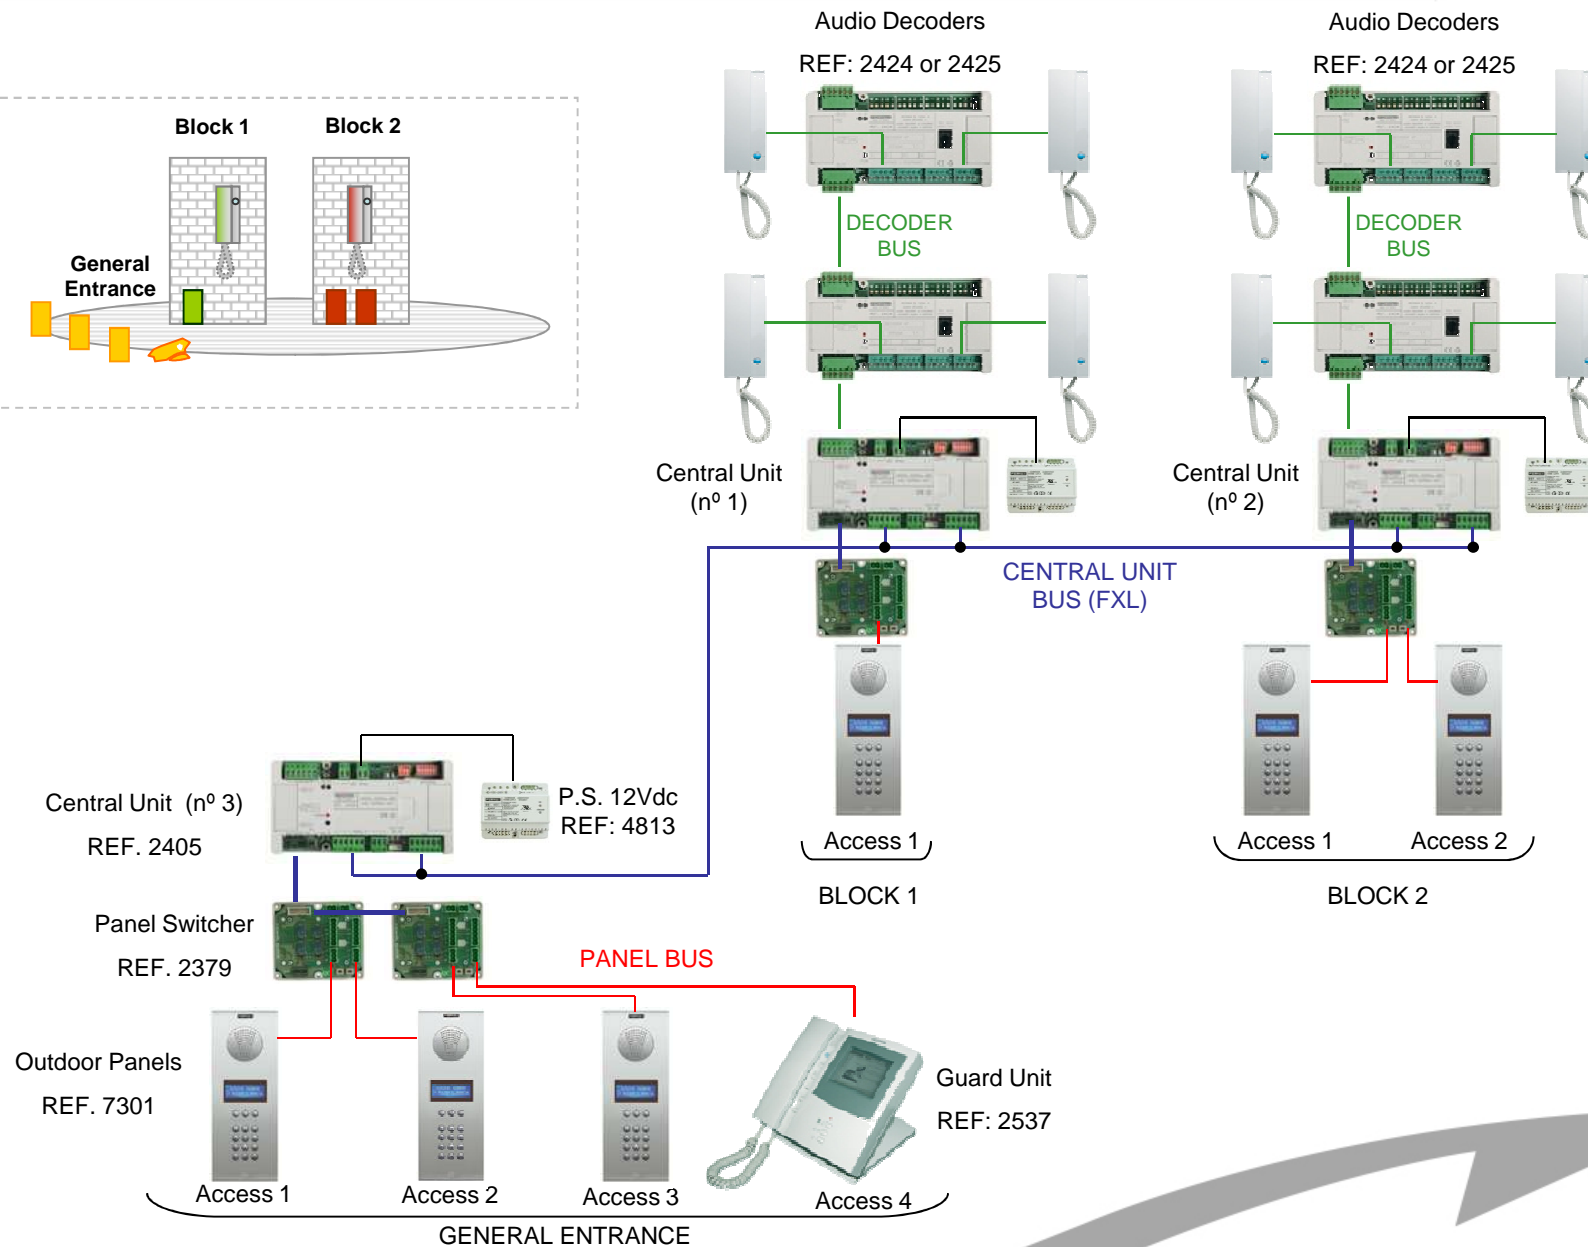 Audio Decoders
REF: 2424 or 2425
Audio Decoders
REF: 2424 or 2425
Block 1
Block 2
General
Entrance
DECODER
BUS
DECODER
BUS
Central Unit
(nº 1)
Central Unit
(nº 2)
CENTRAL UNIT
BUS (FXL)
Central Unit (nº 3)
REF. 2405
P.S. 12Vdc
REF: 4813
Access 1
BLOCK 1
Access 1
Access 2
BLOCK 2
Panel Switcher
REF. 2379
PANEL BUS
Outdoor Panels
REF. 7301
Guard Unit
REF: 2537
Access 1
Access 2
Access 3
Access 4
GENERAL ENTRANCE